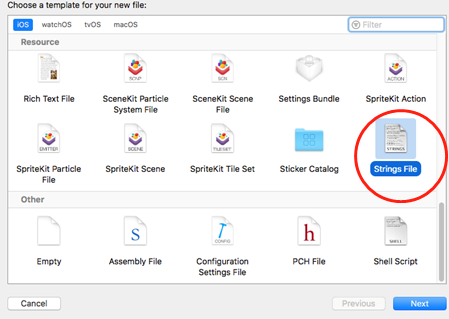 Choose a template for your new file:
iOS watchOS tvOS macOS Filter
Resource
SCNP SCN ACTION
Rich Text File SceneKit Particle System File SceneKit Scene File Settings Bundle SpriteKit Action
EMITTER SCENE TILESET STRINGS
SpriteKit Particle File SpriteKit Scene SpriteKit Tile Set Sticker Catalog Strings File
Other
S CONFIG h SHELL
Empty Assembly File Configuration Settings File PCH File Shell Script
Cancel Previous Next